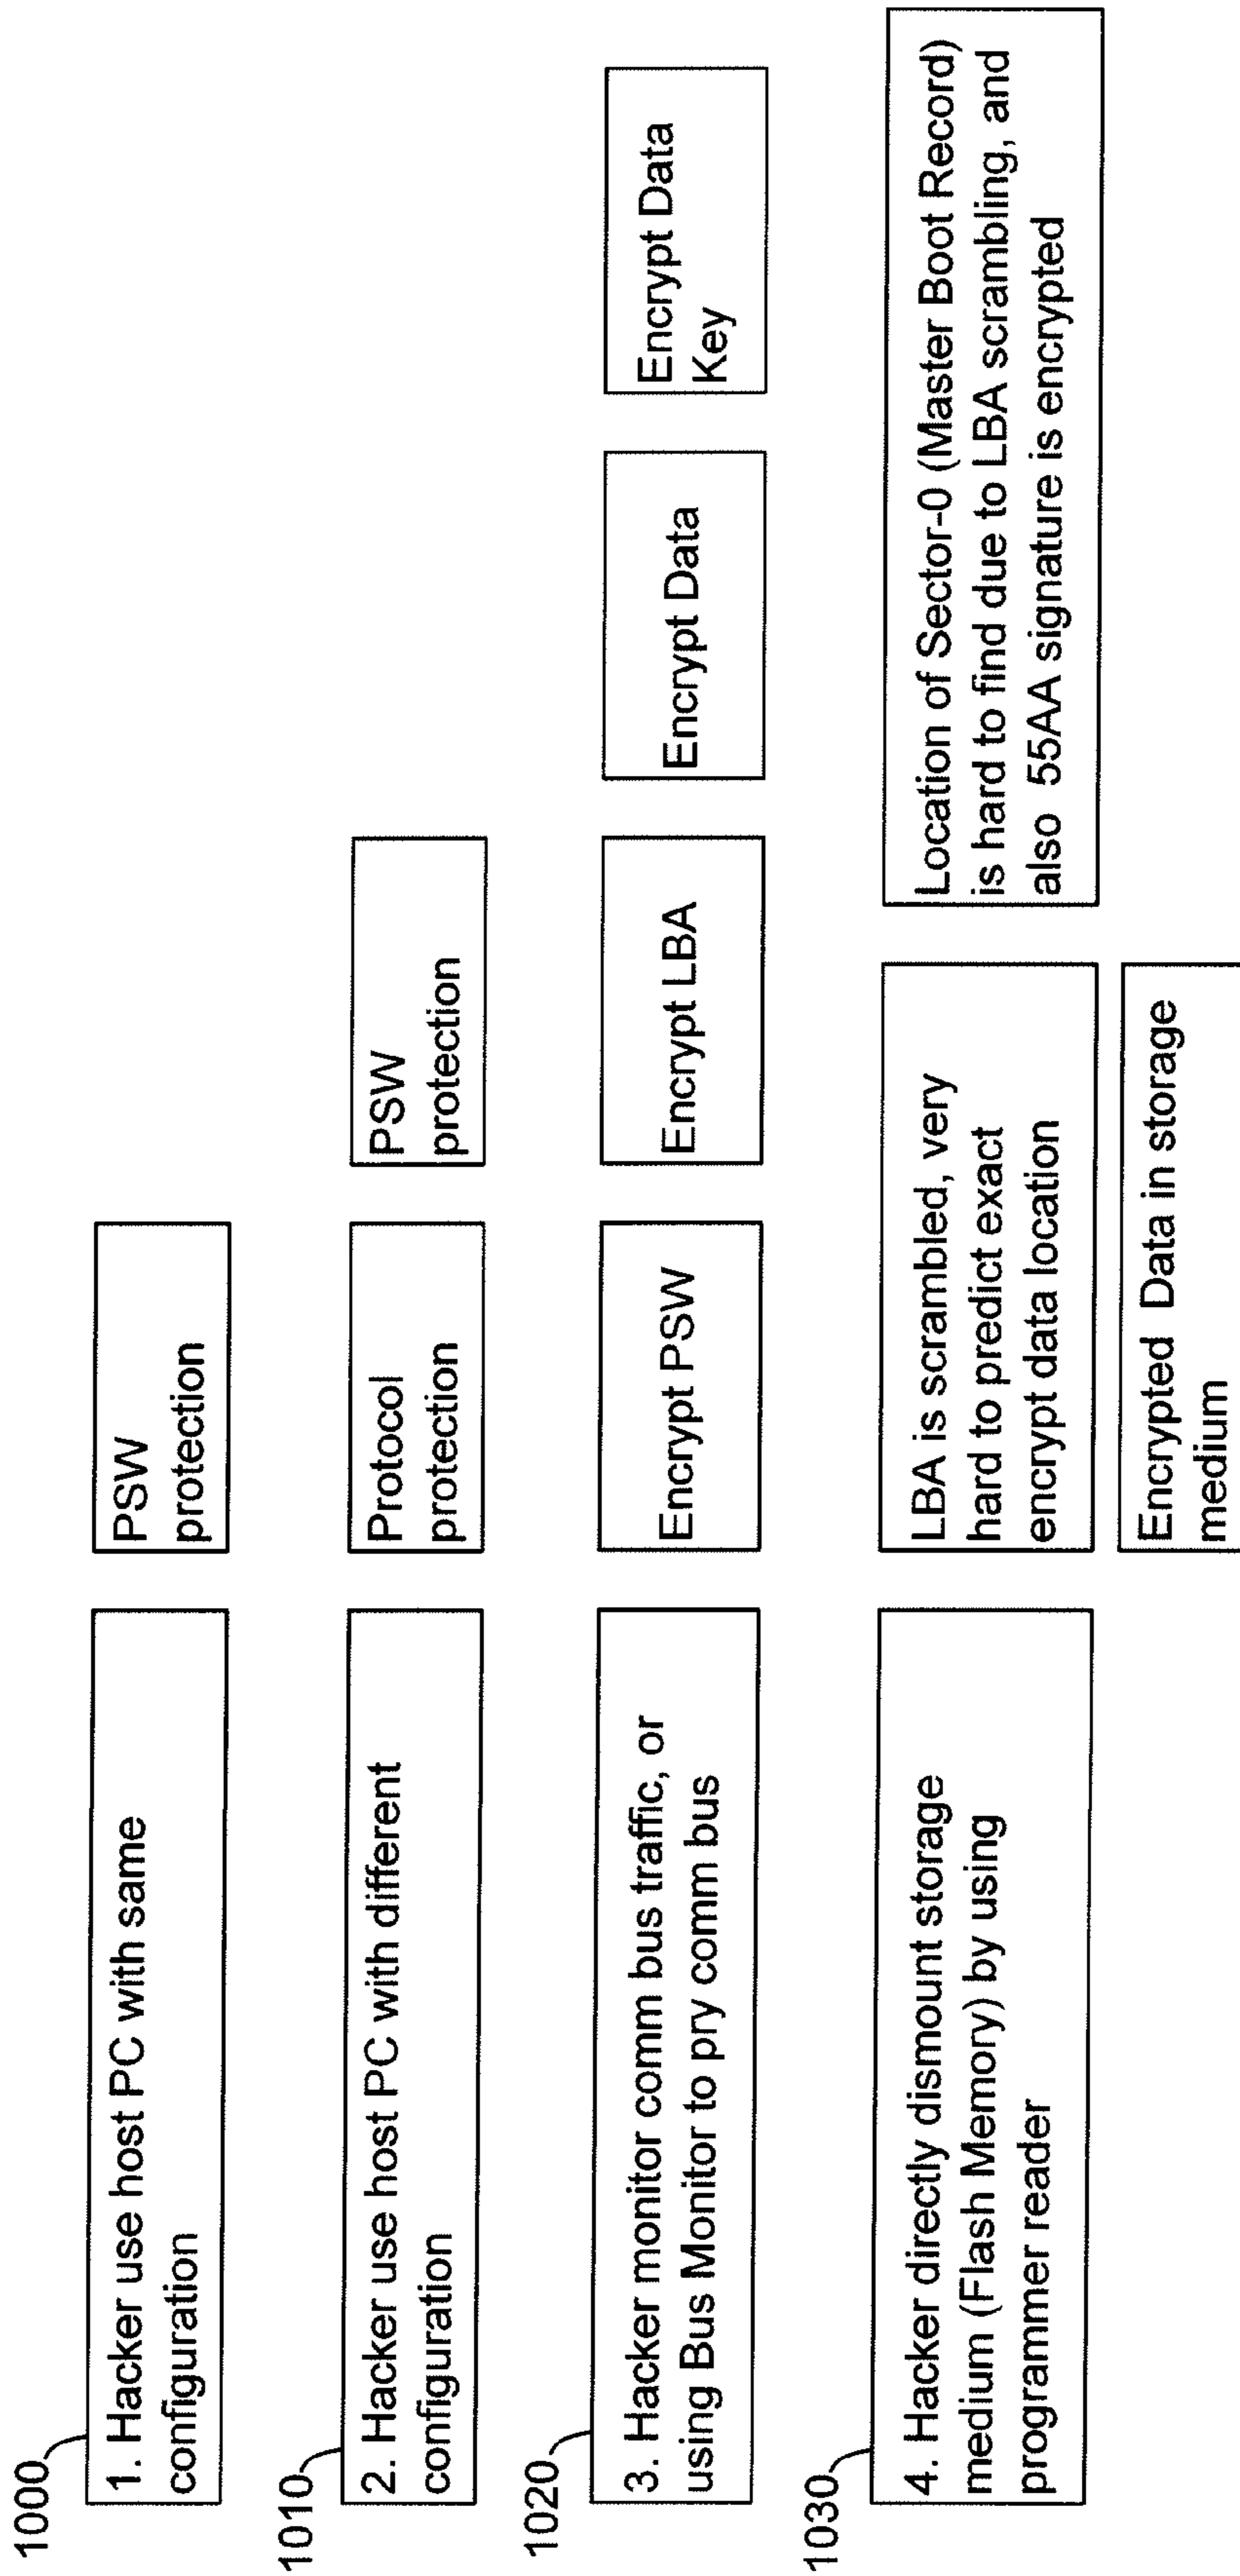 1000
1. Hacker use host PC with same
configuration
PSW
protection
1010
2. Hacker use host PC with different
configuration
Protocol
protection
PSW
protection
1020
3. Hacker monitor comm bus traffic, or
using Bus Monitor to pry comm bus
Encrypt PSW
Encrypt LBA
Encrypt Data
Encrypt Data
Key
1030
4. Hacker directly dismount storage
medium (Flash Memory) by using
programmer reader
LBA is scrambled, very
hard to predict exact
encrypt data location
Location of Sector-0 (Master Boot Record)
is hard to find due to LBA scrambling, and
also 55AA signature is encrypted
Encrypted Data in storage
medium